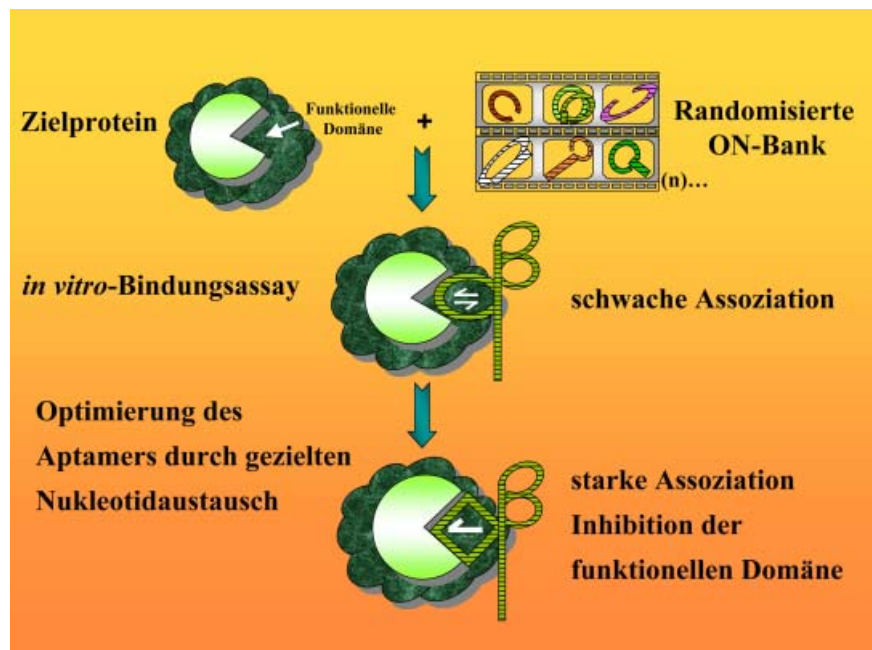 Zielprotein
Funktionelle
Domäne
+
Randomisierte
ON-Bank
(n)...
in vitro-Bindungsassay
schwache Assoziation
Optimierung des
Aptamers durch gezielten
Nukleotidaustausch
starke Assoziation
Inhibition der
funktionellen Domäne